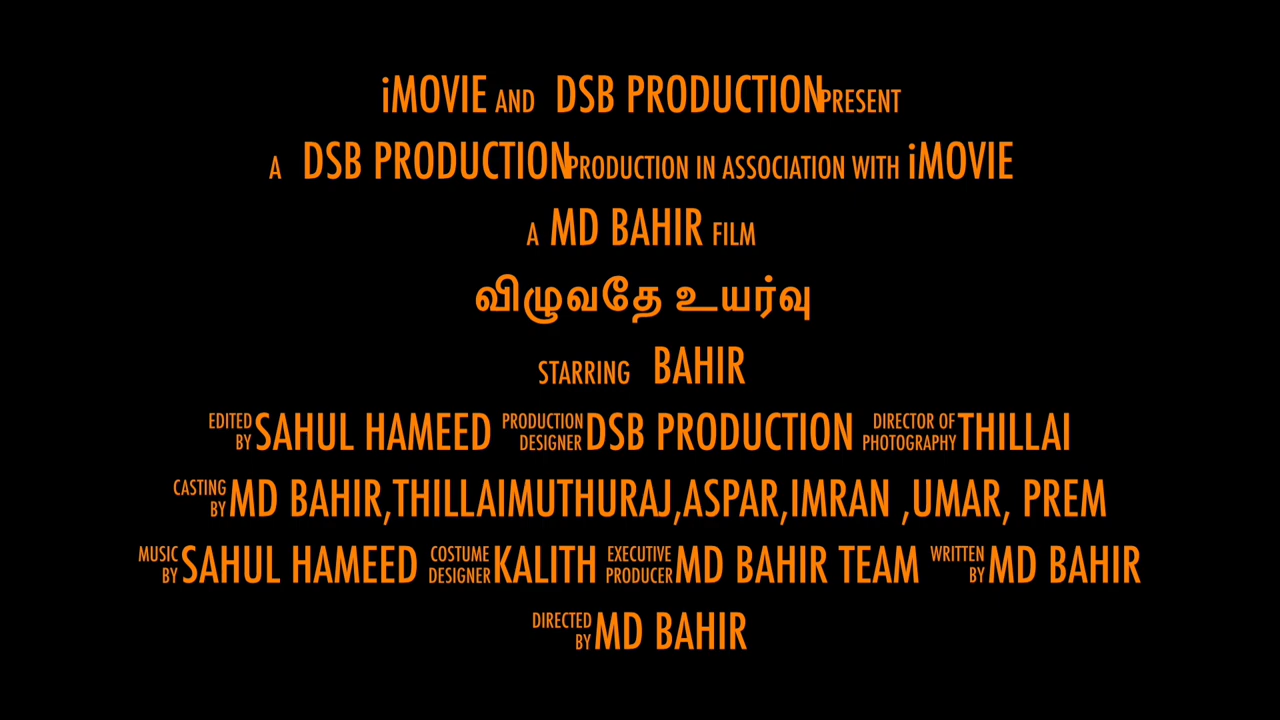 iMOVIE AND DSB PRODUCTION PRESENT
A DSB PRODUCTION PRODUCTION IN ASSOCIATION WITH iMOVIE
A MD BAHIR FILM
விழுவதே உயர்வு
STARRING BAHIR
EDITED BY SAHUL HAMEED PRODUCTION DESIGNER DSB PRODUCTION DIRECTOR OF PHOTOGRAPHY THILLAI
CASTING BY MD BAHIR,THILLAIMUTHURAJ,ASPAR,IMRAN ,UMAR, PREM
MUSIC BY SAHUL HAMEED COSTUME DESIGNER KALITH EXECUTIVE PRODUCER MD BAHIR TEAM WRITTEN BY MD BAHIR
DIRECTED BY MD BAHIR